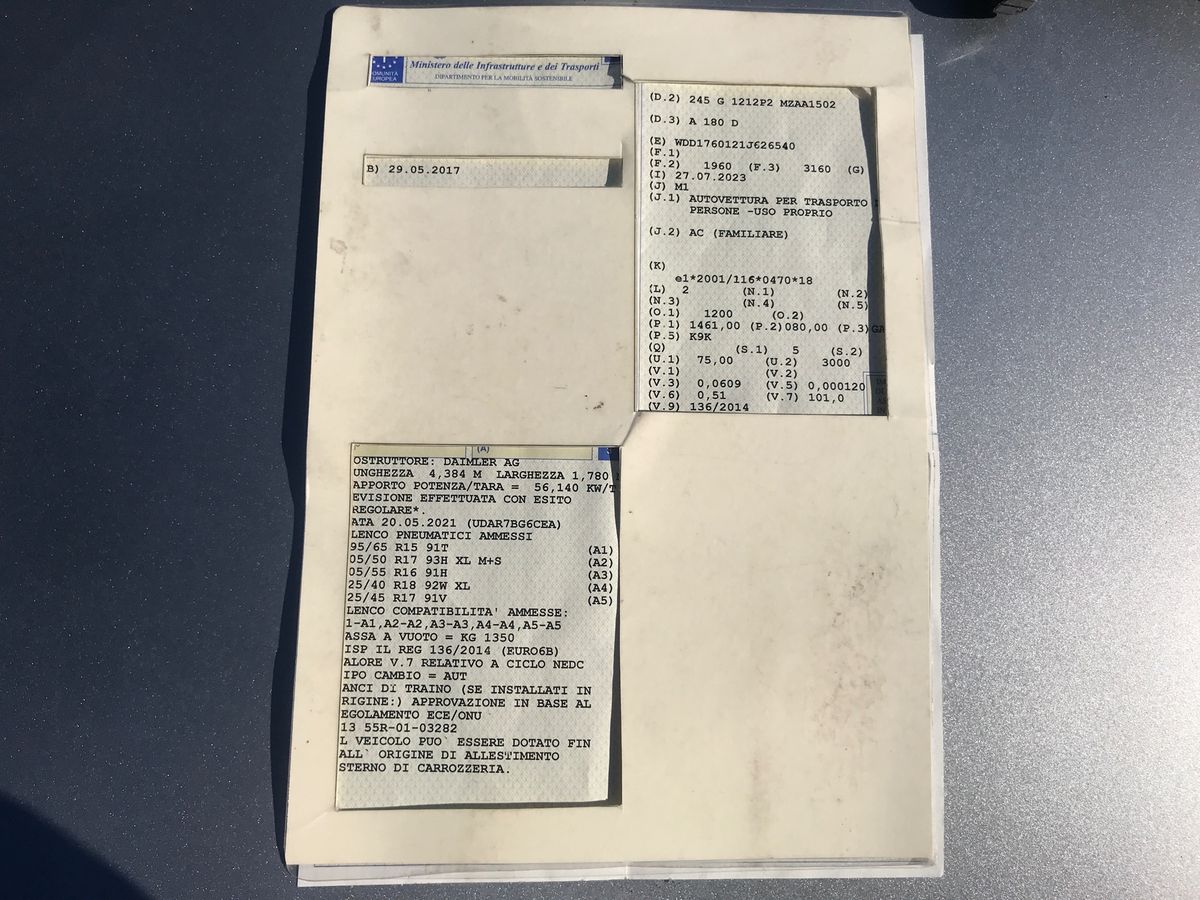 OMUNITÀ
EUROPEA
Ministero delle Infrastrutture e dei Trasporti
DIPARTIMENTO PER LA MOBILITÀ SOSTENIBILE
B) 29.05.2017
(D.2) 245 G 1212P2 MZAA1502
(D.3) A 180 D
(E) WDD1760121J626540
(F.1)
(F.2) 1960 (F.3) 3160 (G)
(I) 27.07.2023
(J) M1
(J.1) AUTOVETTURA PER TRASPORTO
PERSONE -USO PROPRIO
(J.2) AC (FAMILIARE)
(K)
e1*2001/116*0470*18
(L) 2 (N.1) (N.2)
(N.3) (N.4) (N.5)
(O.1) 1200 (O.2)
(P.1) 1461,00 (P.2) 080,00 (P.3) GA
(P.5) K9K
(Q) (S.1) 5 (S.2)
(U.1) 75,00 (U.2) 3000
(V.1) (V.2)
(V.3) 0,0609 (V.5) 0,000120
(V.6) 0,51 (V.7) 101,0
(V.9) 136/2014
(A)
OSTRUTTORE: DAIMLER AG
UNGHEZZA 4,384 M LARGHEZZA 1,780
APPORTO POTENZA/TARA = 56,140 KW/T
EVISIONE EFFETTUATA CON ESITO
REGOLARE*.
ATA 20.05.2021 (UDAR7BG6CEA)
LENCO PNEUMATICI AMMESSI
95/65 R15 91T (A1)
05/50 R17 93H XL M+S (A2)
05/55 R16 91H (A3)
25/40 R18 92W XL (A4)
25/45 R17 91V (A5)
LENCO COMPATIBILITA' AMMESSE:
1-A1,A2-A2,A3-A3,A4-A4,A5-A5
ASSA A VUOTO = KG 1350
ISP IL REG 136/2014 (EURO6B)
ALORE V.7 RELATIVO A CICLO NEDC
IPO CAMBIO = AUT
ANCI DI TRAINO (SE INSTALLATI IN
RIGINE:) APPROVAZIONE IN BASE AL
EGOLAMENTO ECE/ONU
13 55R-01-03282
L VEICOLO PUO` ESSERE DOTATO FIN
ALL` ORIGINE DI ALLESTIMENTO
STERNO DI CARROZZERIA.